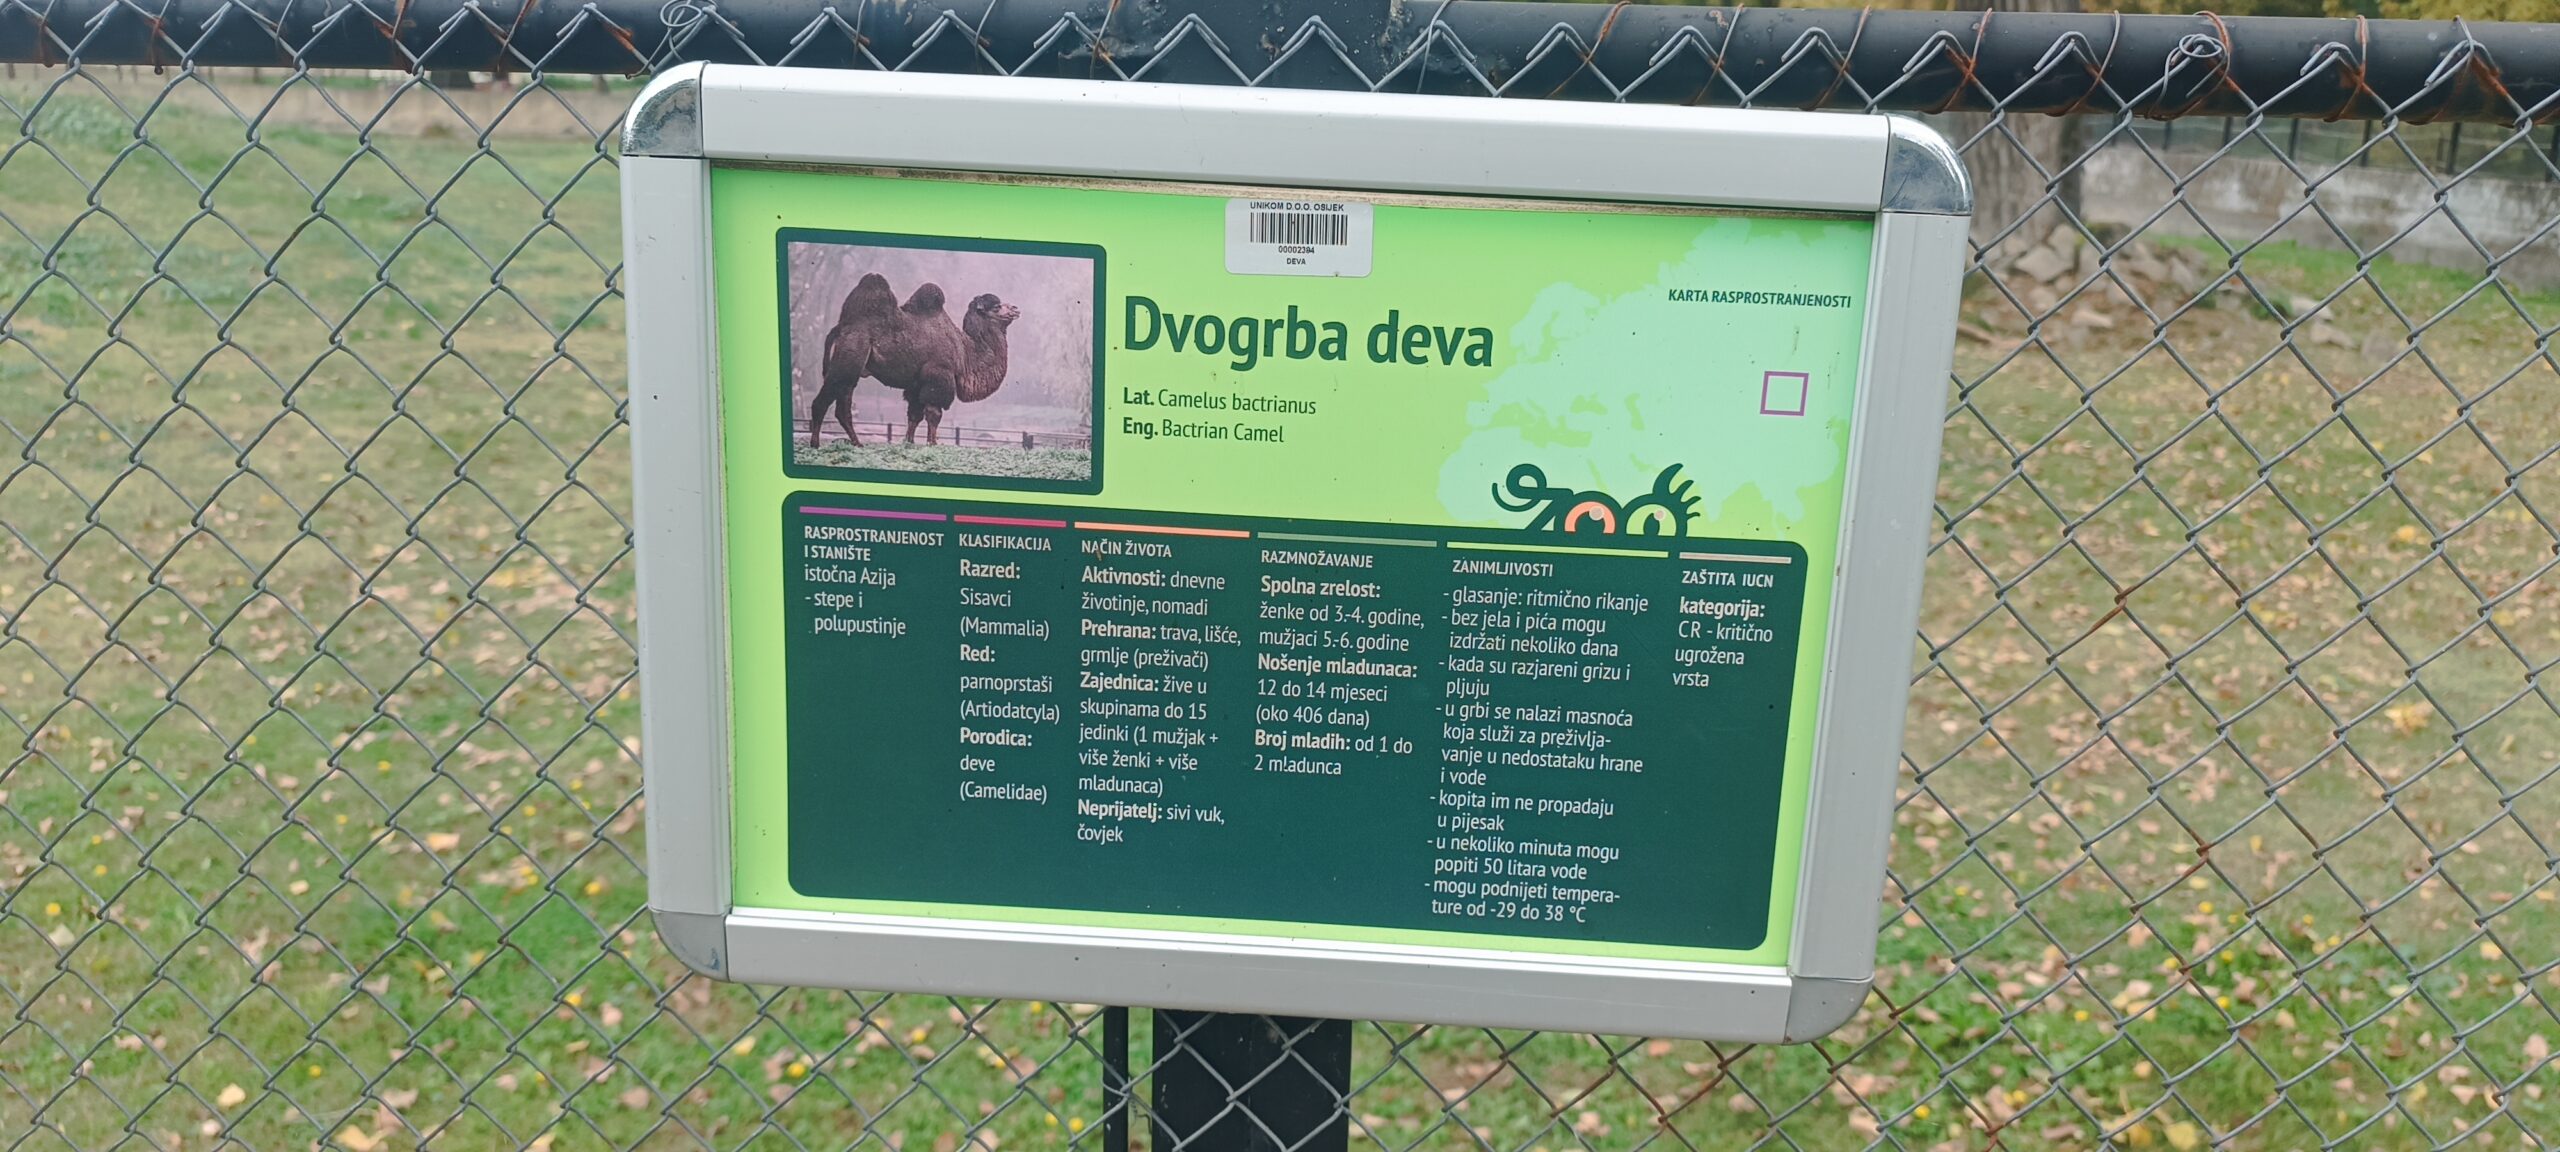 UNIKOM D.O.O. OSIJEK
00002394
DEVA
KARTA RASPROSTRANJENOSTI
Dvogrba deva
Lat. Camelus bactrianus
Eng. Bactrian Camel
ZOO
RASPROSTRANJENOST
I STANIŠTE
istočna Azija
- stepe i
polupustinje
KLASIFIKACIJA
Razred:
Sisavci
(Mammalia)
Red:
parnoprstaši
(Artiodatcyla)
Porodica:
deve
(Camelidae)
NAČIN ŽIVOTA
Aktivnosti: dnevne
životinje, nomadi
Prehrana: trava, lišće,
grmlje (preživači)
Zajednica: žive u
skupinama do 15
jedinki (1 mužjak +
više ženki + više
mladunaca)
Neprijatelj: sivi vuk,
čovjek
RAZMNOŽAVANJE
Spolna zrelost:
ženke od 3.-4. godine,
mužjaci 5.-6. godine
Nošenje mladunaca:
12 do 14 mjeseci
(oko 406 dana)
Broj mladih: od 1 do
2 mladunca
ZANIMLJIVOSTI
- glasanje: ritmično rikanje
- bez jela i pića mogu
izdržati nekoliko dana
- kada su razjareni grizu i
pljuju
- u grbi se nalazi masnoća
koja služi za preživlja-
vanje u nedostataku hrane
i vode
- kopita im ne propadaju
u pijesak
- u nekoliko minuta mogu
popiti 50 litara vode
- mogu podnijeti tempera-
ture od -29 do 38 °C
ZAŠTITA IUCN
kategorija:
CR - kritično
ugrožena
vrsta